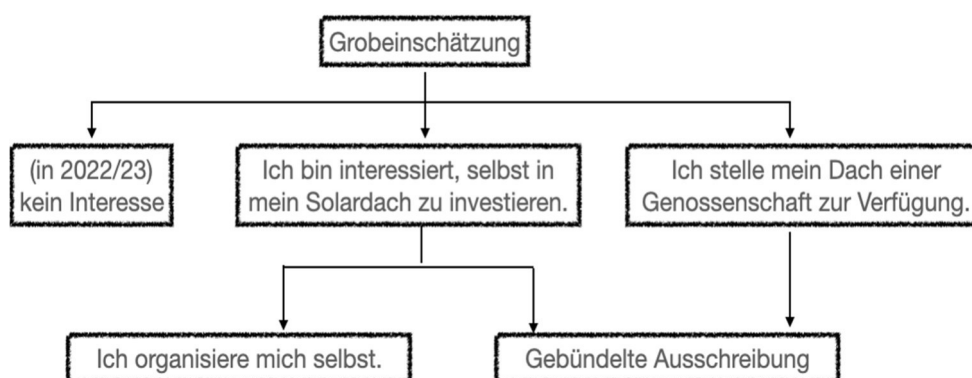 Grobeinschätzung
(in 2022/23)
kein Interesse
Ich bin interessiert, selbst in
mein Solardach zu investieren.
Ich stelle mein Dach einer
Genossenschaft zur Verfügung.
Ich organisiere mich selbst.
Gebündelte Ausschreibung